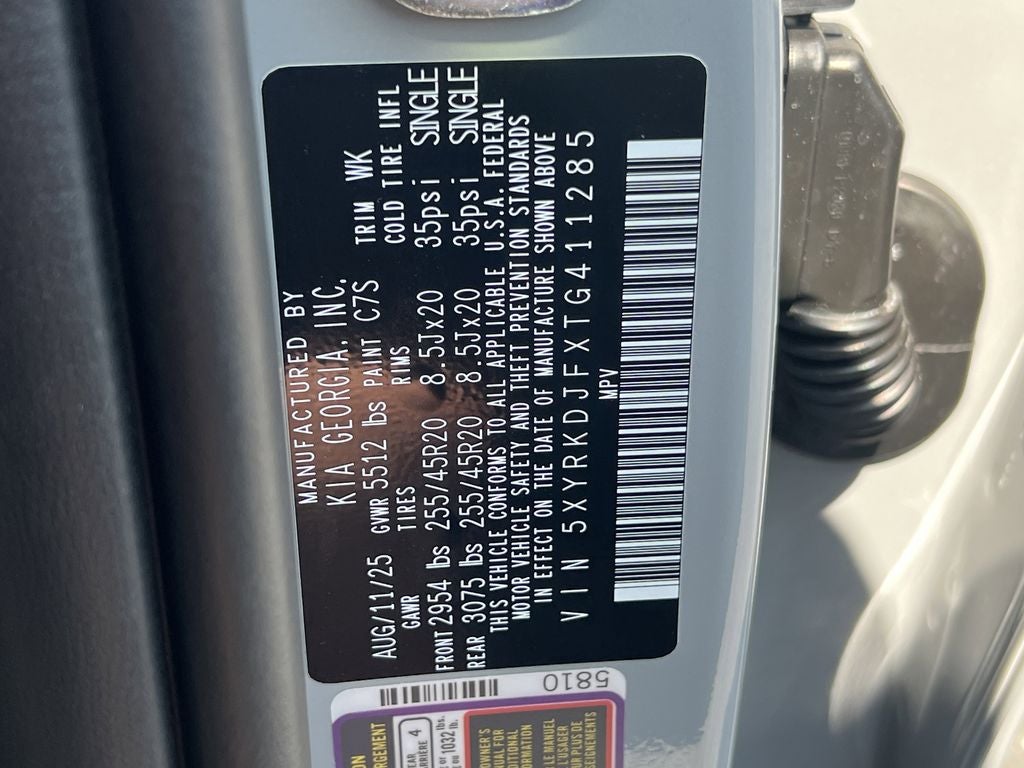 MANUFACTURED BY
KIA GEORGIA, INC.
AUG/11/25 GVWR 5512 lbs PAINT C7S TRIM WK
GAWR TIRES RIMS COLD TIRE INFL
FRONT 2954 lbs 255/45R20 8.5Jx20 35psi SINGLE
REAR 3075 lbs 255/45R20 8.5Jx20 35psi SINGLE
THIS VEHICLE CONFORMS TO ALL APPLICABLE U.S.A. FEDERAL
MOTOR VEHICLE SAFETY AND THEFT PREVENTION STANDARDS
IN EFFECT ON THE DATE OF MANUFACTURE SHOWN ABOVE
VIN 5XYRKDJFXTG411285
MPV
5810
4
1032 lb.